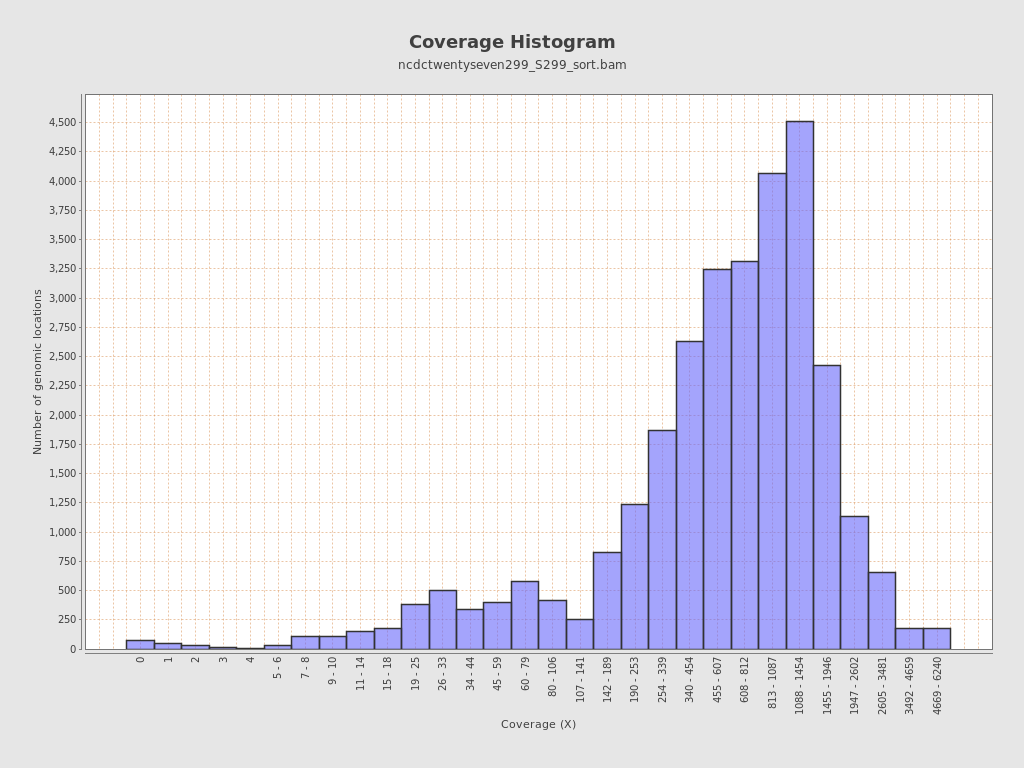 Coverage Histogram
ncdctwentyseven299_S299_sort.bam
Number of genomic locations
4,500
4,250
4,000
3,750
3,500
3,250
3,000
2,750
2,500
2,250
2,000
1,750
1,500
1,250
1,000
750
500
250
0
0
1
2
3
4
5 - 6
7 - 8
9 - 10
11 - 14
15 - 18
19 - 25
26 - 33
34 - 44
45 - 59
60 - 79
80 - 106
107 - 141
142 - 189
190 - 253
254 - 339
340 - 454
455 - 607
608 - 812
813 - 1087
1088 - 1454
1455 - 1946
1947 - 2602
2605 - 3481
3492 - 4659
4669 - 6240
Coverage (X)